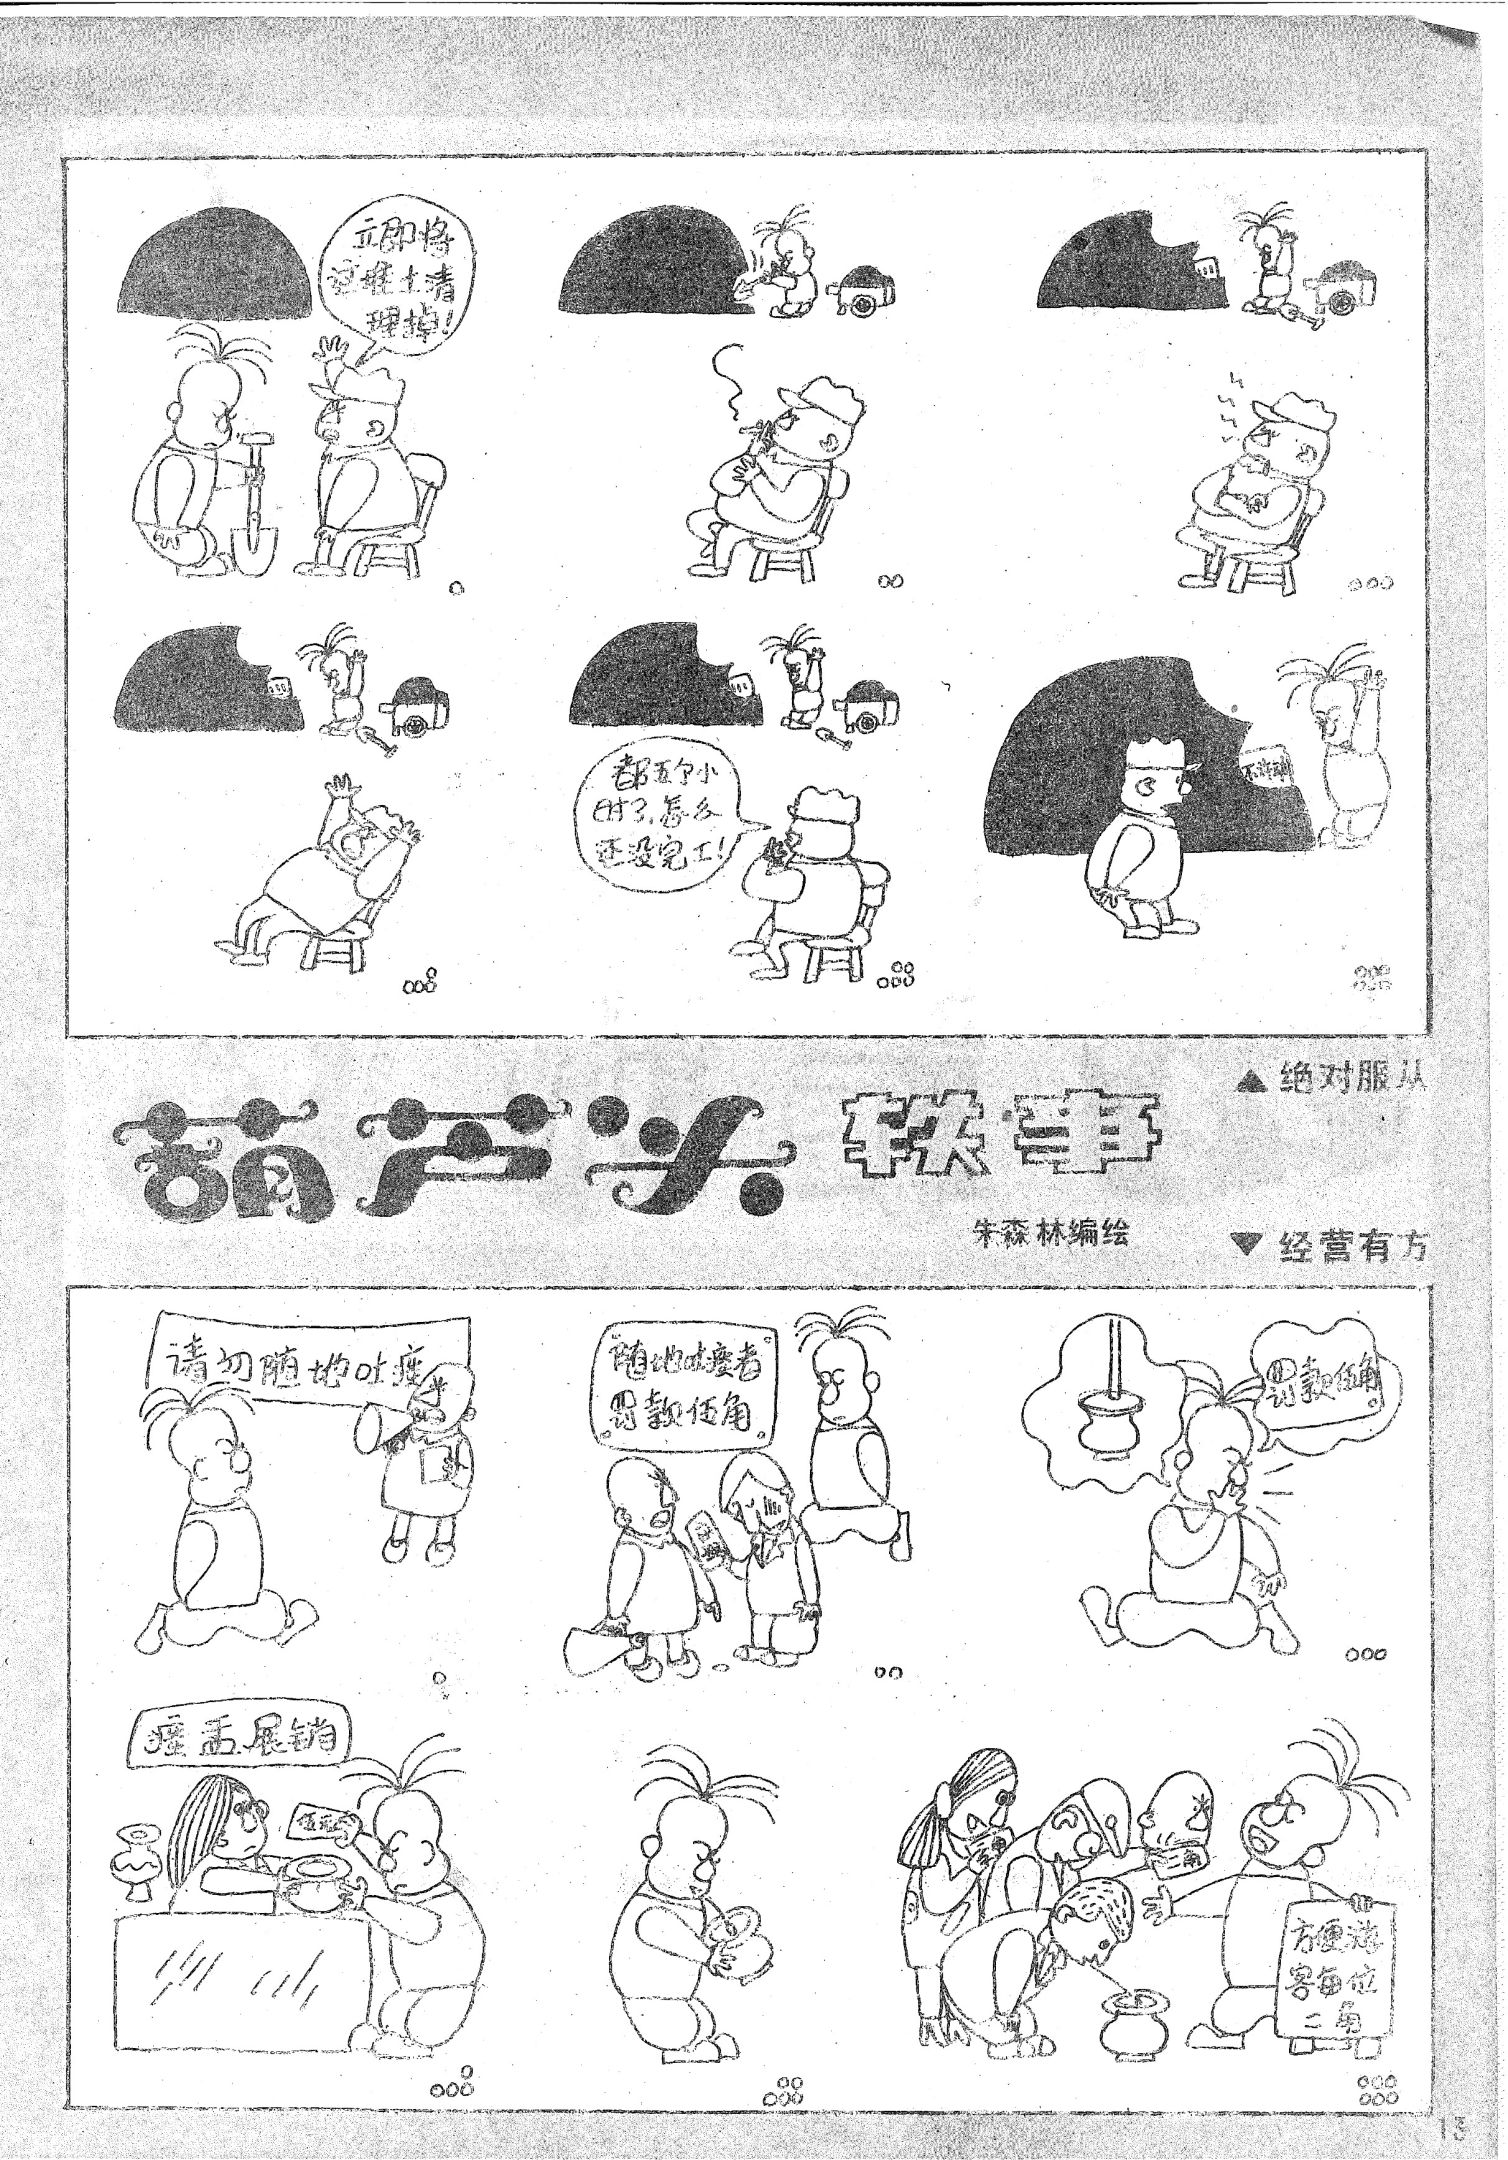 立即将
这堆土清
理掉!
都五个小
时了,怎么
还没完工!
不许动
▲ 绝对服从
葫芦头 轶事
朱森林编绘
▼ 经营有方
请勿随地吐痰
随地吐痰者
罚款伍角
罚款伍角
痰盂展销
伍元
二角
方便游
客每位
二角
13